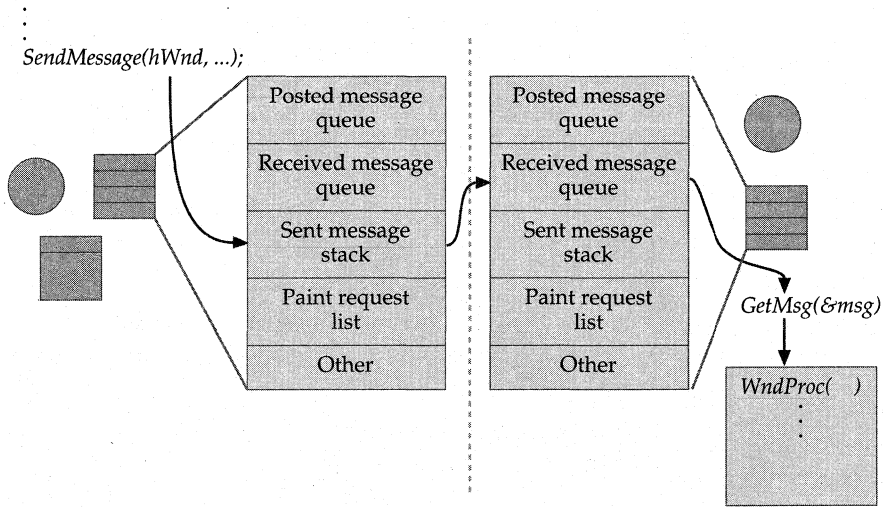 SendMessage(hWnd, ...);
Posted message
queue
Received message
queue
Sent message
stack
Paint request
list
Other
Posted message
queue
Received message
queue
Sent message
stack
Paint request
list
Other
GetMsg(&msg)
WndProc( )